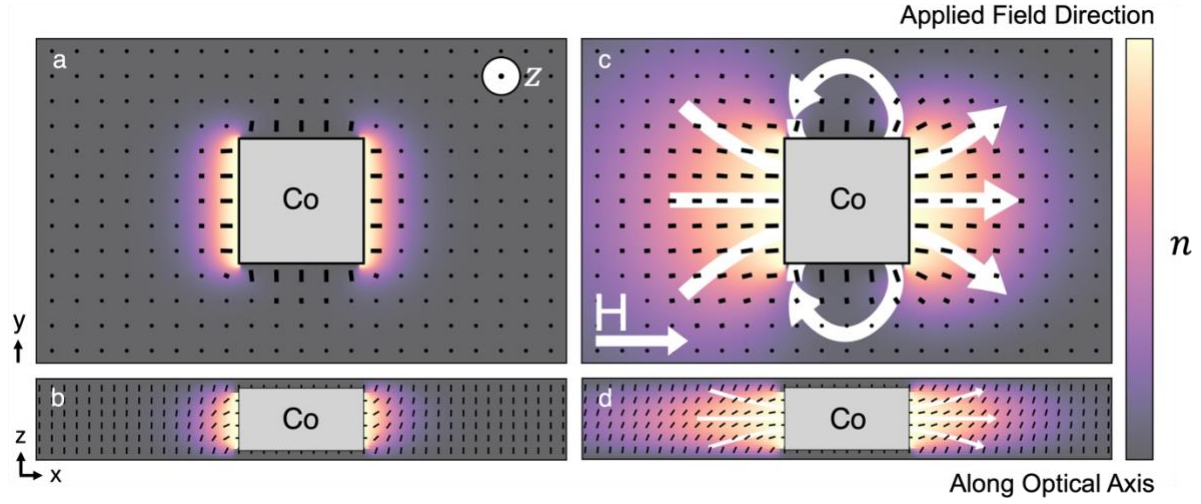 Applied Field Direction
a
z
c
Co
Co
H
n
y
b
Co
d
Co
z
x
Along Optical Axis